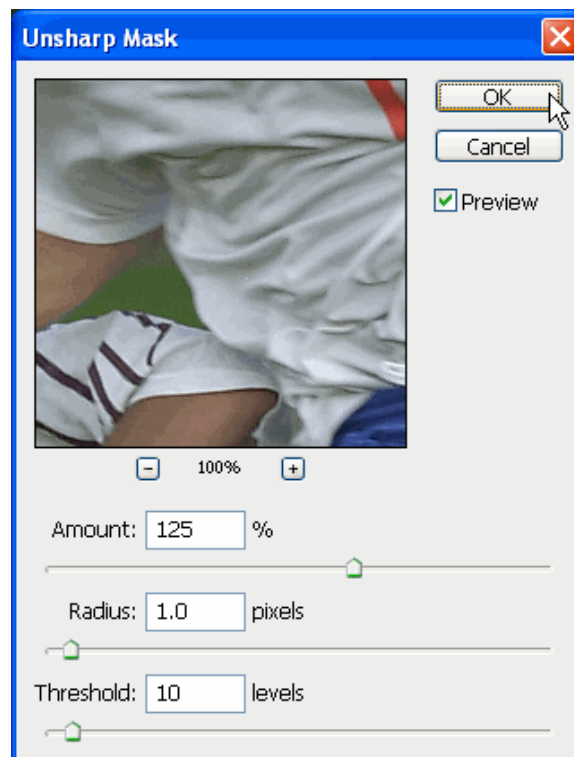 Unsharp Mask
OK
Cancel
Preview
100%
Amount: 125 %
Radius: 1.0 pixels
Threshold: 10 levels